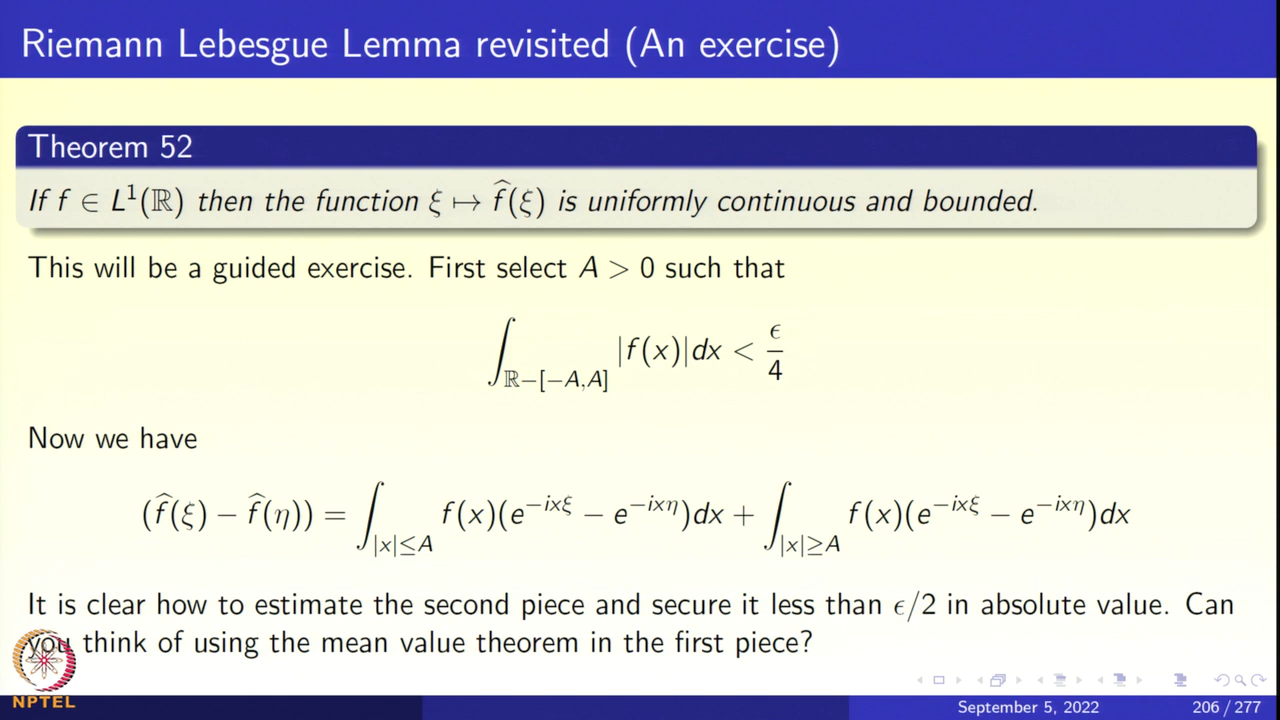 Riemann Lebesgue Lemma revisited (An exercise)
Theorem 52
If f ∈ L¹(ℝ) then the function ξ ↦ f̂(ξ) is uniformly continuous and bounded.
This will be a guided exercise. First select A > 0 such that
∫_{ℝ−[−A,A]} |f(x)|dx < ϵ/4
Now we have
(f̂(ξ) − f̂(η)) = ∫_{|x|≤A} f(x)(e^{−ixξ} − e^{−ixη})dx + ∫_{|x|≥A} f(x)(e^{−ixξ} − e^{−ixη})dx
It is clear how to estimate the second piece and secure it less than ϵ/2 in absolute value. Can
you think of using the mean value theorem in the first piece?
NPTEL
September 5, 2022 206 / 277